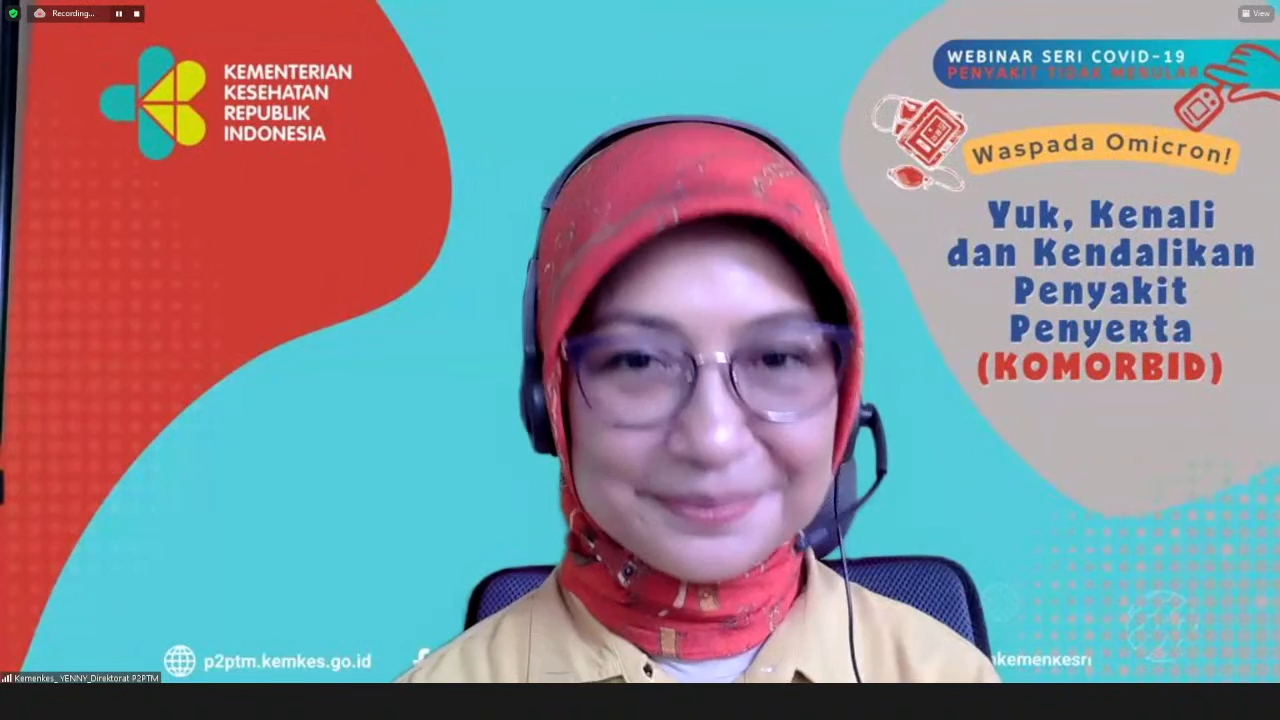 Recording...
View
KEMENTERIAN
KESEHATAN
REPUBLIK
INDONESIA
WEBINAR SERI COVID-19
PENYAKIT TIDAK MENULAR
Waspada Omicron!
Yuk, Kenali
dan Kendalikan
Penyakit
Penyerta
(KOMORBID)
p2ptm.kemkes.go.id
nkemenkesri
Kemenkes_ YENNY_Direktorat P2PTM